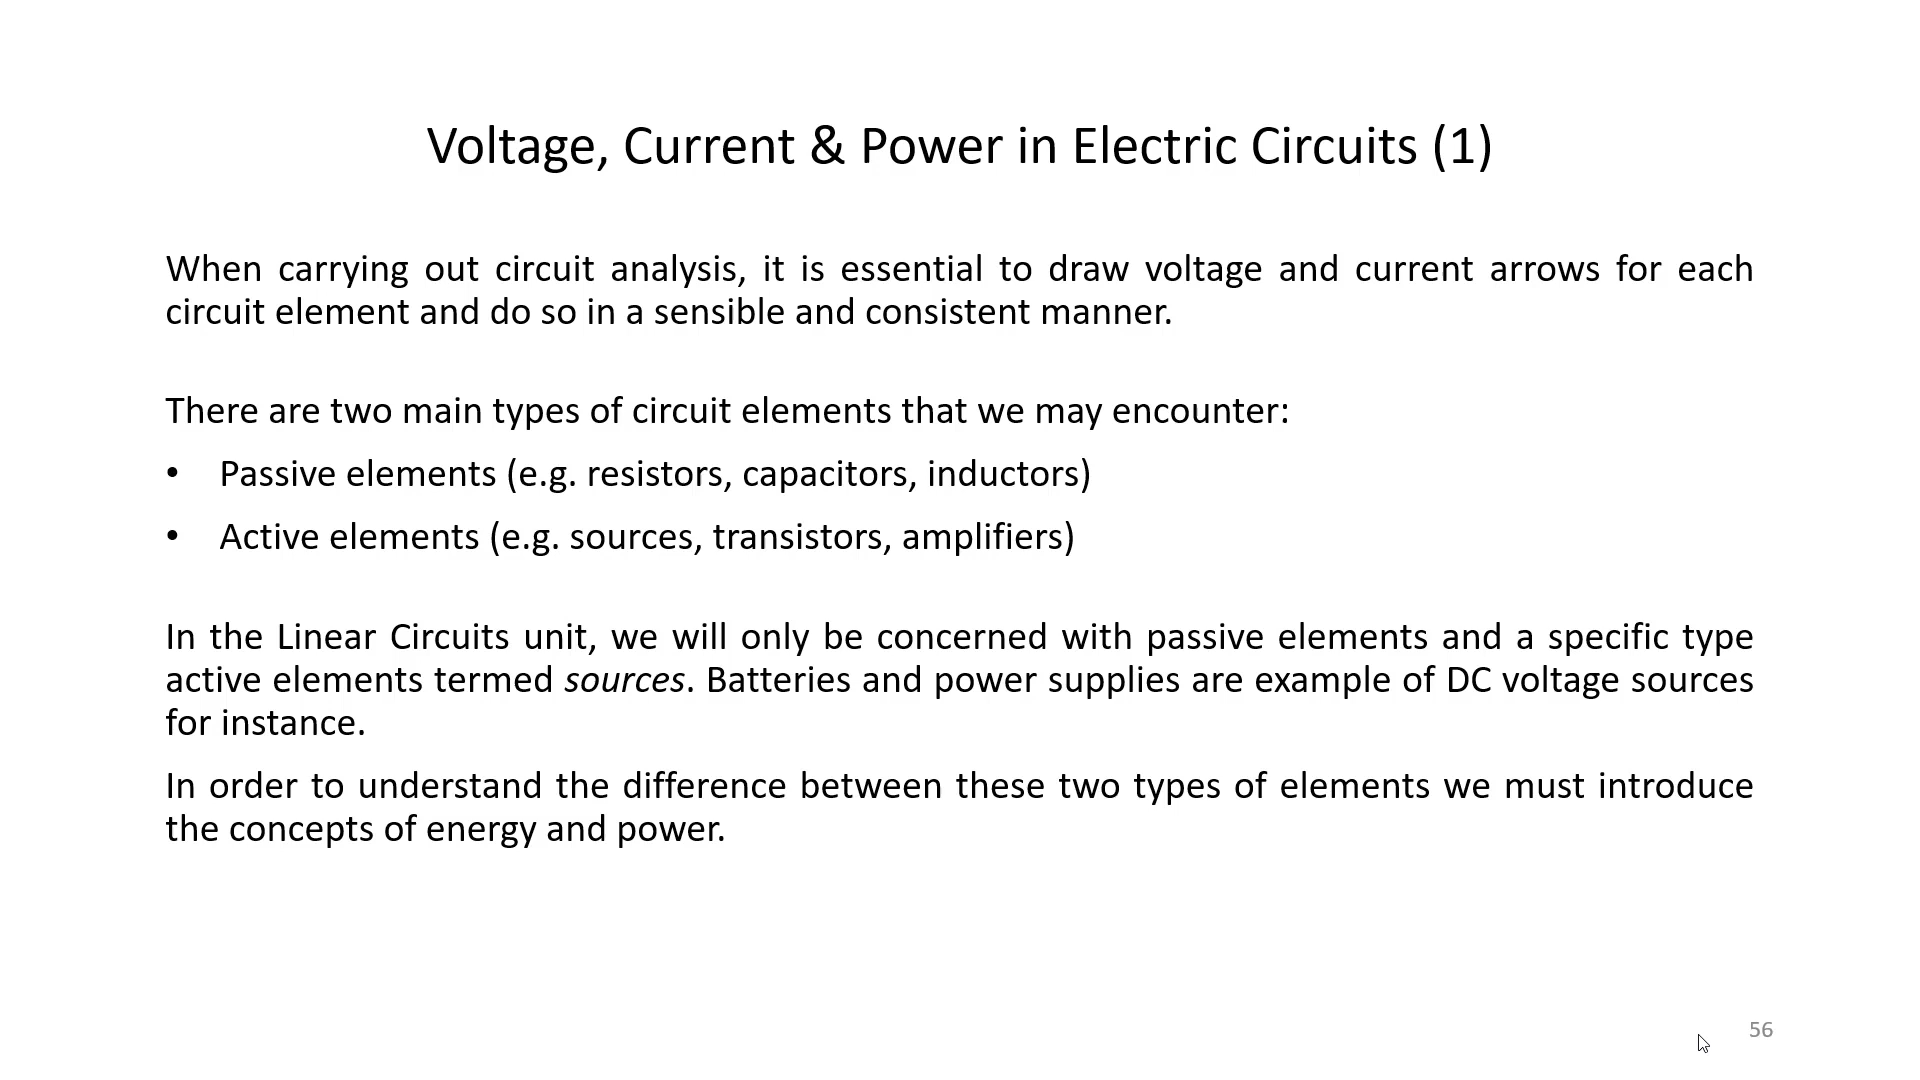 Voltage, Current & Power in Electric Circuits (1)
When carrying out circuit analysis, it is essential to draw voltage and current arrows for each
circuit element and do so in a sensible and consistent manner.
There are two main types of circuit elements that we may encounter:
• Passive elements (e.g. resistors, capacitors, inductors)
• Active elements (e.g. sources, transistors, amplifiers)
In the Linear Circuits unit, we will only be concerned with passive elements and a specific type
active elements termed sources. Batteries and power supplies are example of DC voltage sources
for instance.
In order to understand the difference between these two types of elements we must introduce
the concepts of energy and power.
56